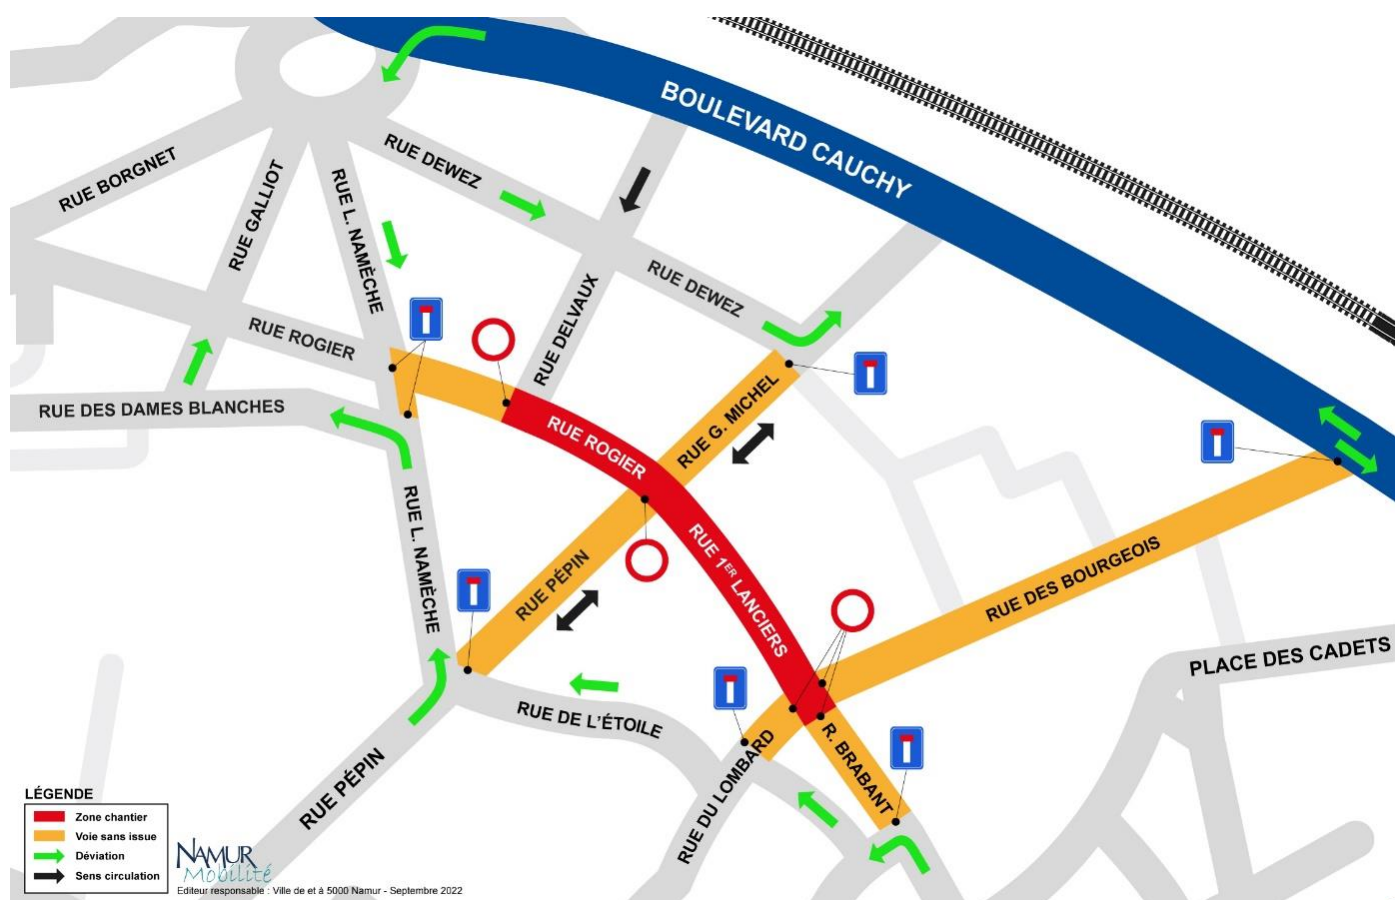 BOULEVARD CAUCHY
RUE DEWEZ
RUE BORGNET
RUE GALLIOT
RUE L. NAMÈCHE
RUE DEWEZ
RUE DELVAUX
RUE ROGIER
RUE DES DAMES BLANCHES
RUE G. MICHEL
RUE ROGIER
RUE L. NAMÈCHE
RUE PÉPIN
RUE 1ER LANCIERS
RUE DES BOURGEOIS
PLACE DES CADETS
RUE DE L'ÉTOILE
R. BRABANT
RUE DU LOMBARD
RUE PÉPIN
LÉGENDE
Zone chantier
Voie sans issue
Déviation
Sens circulation
NAMUR
Mobilité
Editeur responsable : Ville de et à 5000 Namur - Septembre 2022